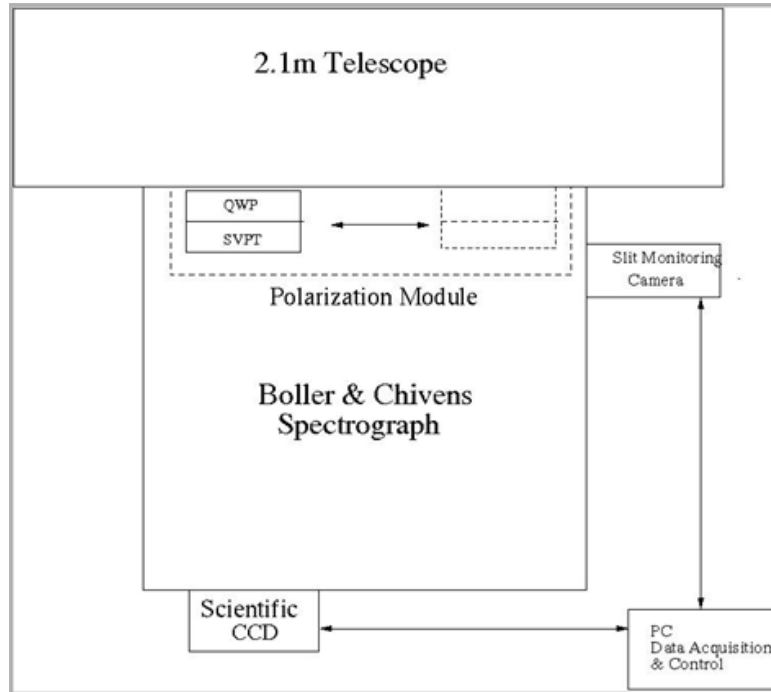 2.1m Telescope
QWP
SVPT
Slit Monitoring
Camera
Polarization Module
Boller & Chivens
Spectrograph
Scientific
CCD
PC
Data Acquisition
& Control